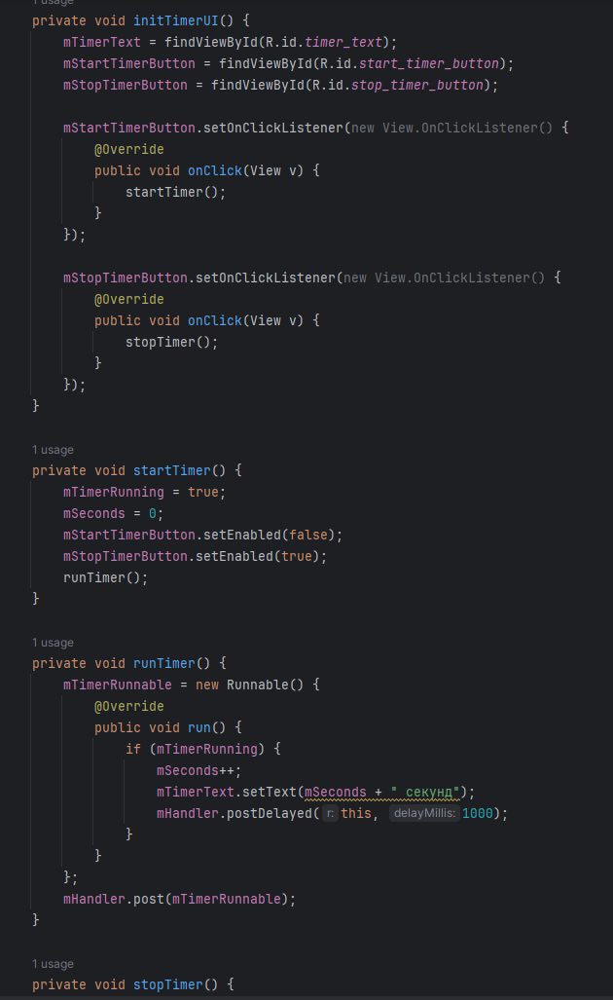 1 usage
private void initTimerUI() {
mTimerText = findViewById(R.id.timer_text);
mStartTimerButton = findViewById(R.id.start_timer_button);
mStopTimerButton = findViewById(R.id.stop_timer_button);
mStartTimerButton.setOnClickListener(new View.OnClickListener() {
@Override
public void onClick(View v) {
startTimer();
}
});
mStopTimerButton.setOnClickListener(new View.OnClickListener() {
@Override
public void onClick(View v) {
stopTimer();
}
});
}
1 usage
private void startTimer() {
mTimerRunning = true;
mSeconds = 0;
mStartTimerButton.setEnabled(false);
mStopTimerButton.setEnabled(true);
runTimer();
}
1 usage
private void runTimer() {
mTimerRunnable = new Runnable() {
@Override
public void run() {
if (mTimerRunning) {
mSeconds++;
mTimerText.setText(mSeconds + " секунд");
mHandler.postDelayed( r: this, delayMillis: 1000);
}
}
};
mHandler.post(mTimerRunnable);
}
1 usage
private void stopTimer() {